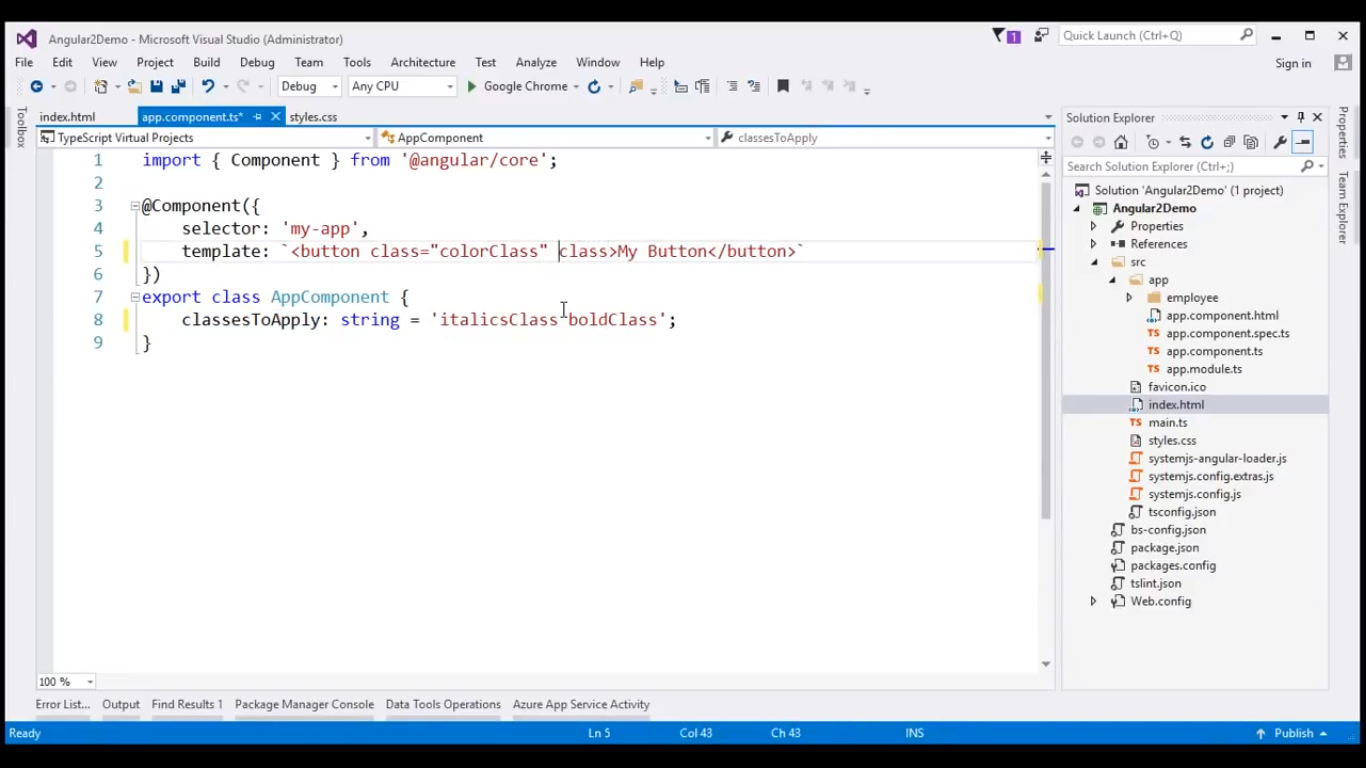 Angular2Demo - Microsoft Visual Studio (Administrator)
1
Quick Launch (Ctrl+Q)
File Edit View Project Build Debug Team Tools Architecture Test Analyze Window Help
Sign in
Debug Any CPU Google Chrome
index.html app.component.ts* styles.css
TypeScript Virtual Projects AppComponent classesToApply
Toolbox
1 import { Component } from '@angular/core';
2
3 @Component({
4 selector: 'my-app',
5 template: `<button class="colorClass" class>My Button</button>`
6 })
7 export class AppComponent {
8 classesToApply: string = 'italicsClass boldClass';
9 }
100 %
Solution Explorer
Search Solution Explorer (Ctrl+;)
Solution 'Angular2Demo' (1 project)
Angular2Demo
Properties
References
src
app
employee
app.component.html
app.component.spec.ts
app.component.ts
app.module.ts
favicon.ico
index.html
main.ts
styles.css
systemjs-angular-loader.js
systemjs.config.extras.js
systemjs.config.js
tsconfig.json
bs-config.json
package.json
packages.config
tslint.json
Web.config
Properties
Team Explorer
Error List... Output Find Results 1 Package Manager Console Data Tools Operations Azure App Service Activity
Ready Ln 5 Col 43 Ch 43 INS Publish